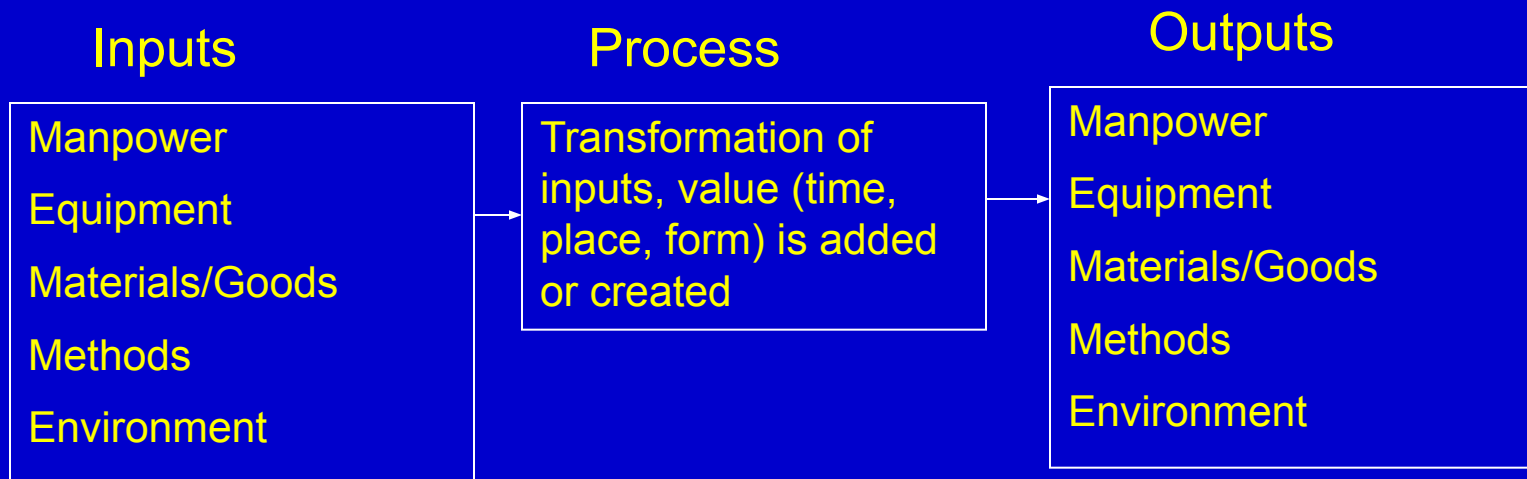 Inputs
Manpower
Equipment
Materials/Goods
Methods
Environment
Process
Transformation of
inputs, value (time,
place, form) is added
or created
Outputs
Manpower
Equipment
Materials/Goods
Methods
Environment